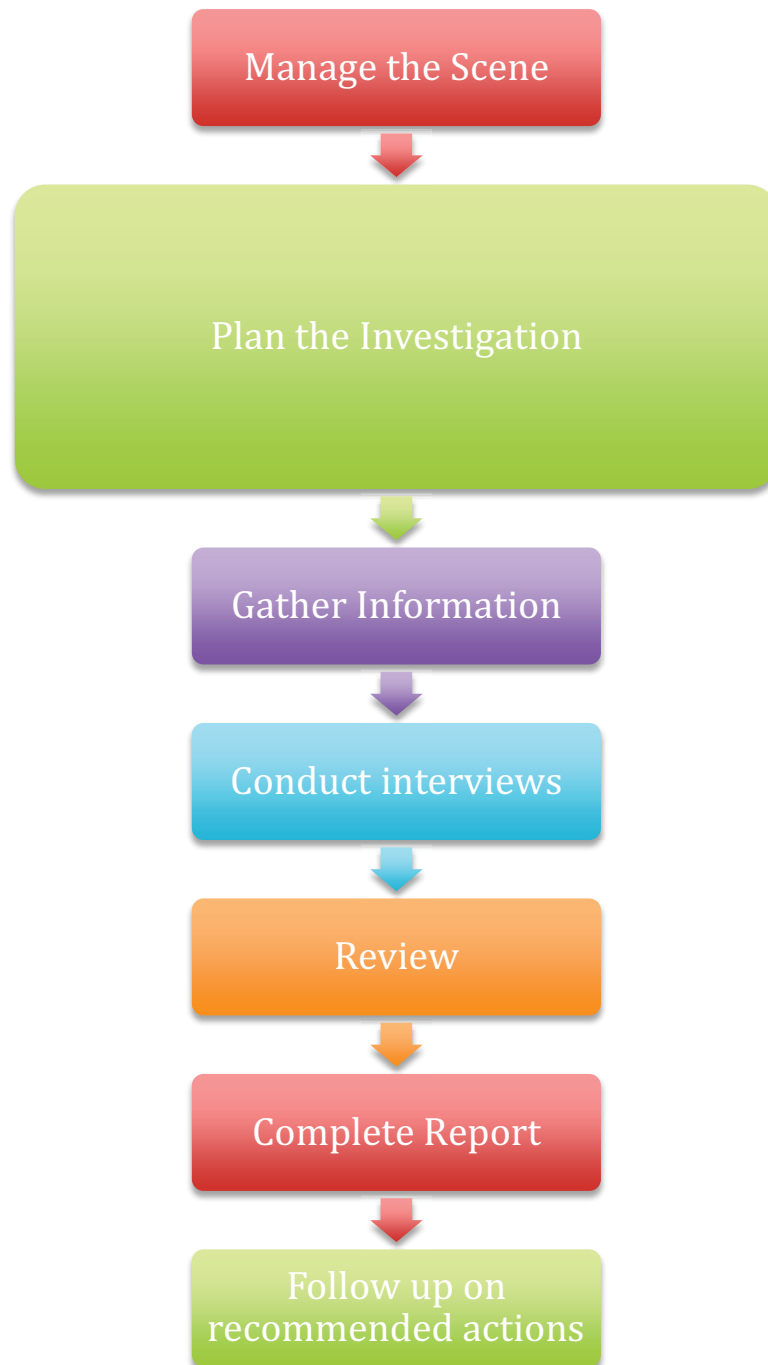 Manage the Scene
Plan the Investigation
Gather Information
Conduct interviews
Review
Complete Report
Follow up on
recommended actions